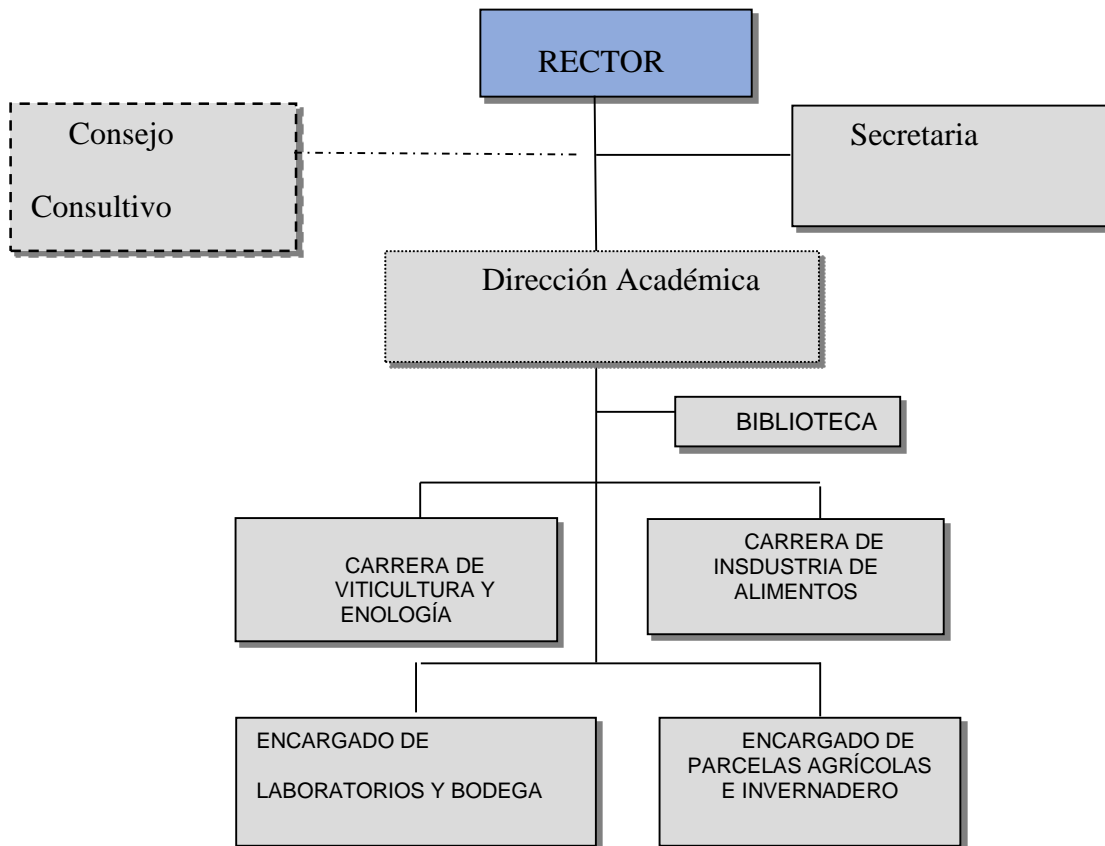 RECTOR
Consejo
Consultivo
Secretaria
Dirección Académica
BIBLIOTECA
CARRERA DE
VITICULTURA Y
ENOLOGÍA
CARRERA DE
INSDUSTRIA DE
ALIMENTOS
ENCARGADO DE
LABORATORIOS Y BODEGA
ENCARGADO DE
PARCELAS AGRÍCOLAS
E INVERNADERO